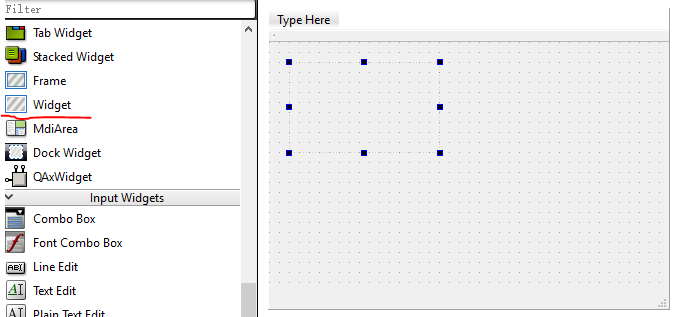 Filter
Tab Widget
Stacked Widget
Frame
Widget
MdiArea
Dock Widget
QAxWidget
Input Widgets
Combo Box
Font Combo Box
Line Edit
Text Edit
Plain Text Edit
Type Here